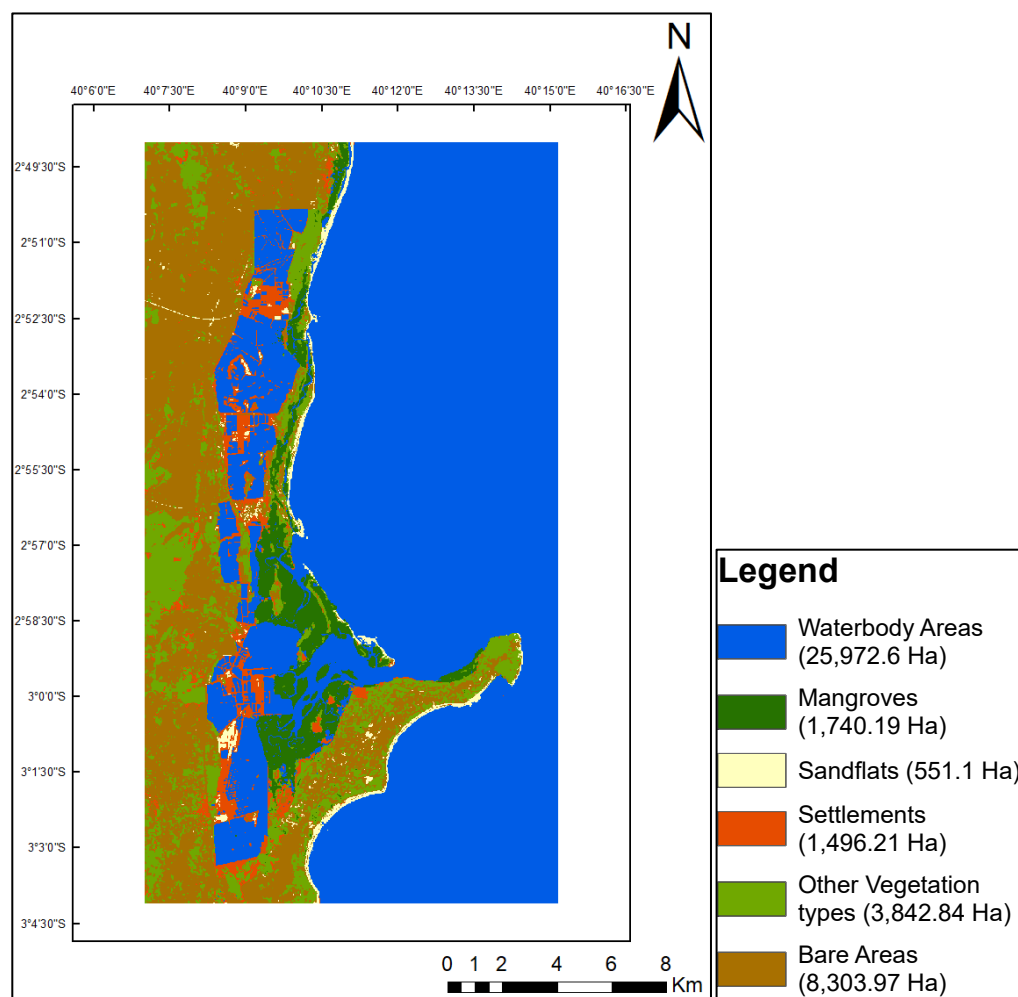 N
40°6'0"E 40°7'30"E 40°9'0"E 40°10'30"E 40°12'0"E 40°13'30"E 40°15'0"E 40°16'30"E
2°49'30"S
2°51'0"S
2°52'30"S
2°54'0"S
2°55'30"S
2°57'0"S
2°58'30"S
3°0'0"S
3°1'30"S
3°3'0"S
3°4'30"S
0 1 2 4 6 8
Km
Legend
Waterbody Areas
(25,972.6 Ha)
Mangroves
(1,740.19 Ha)
Sandflats (551.1 Ha)
Settlements
(1,496.21 Ha)
Other Vegetation
types (3,842.84 Ha)
Bare Areas
(8,303.97 Ha)